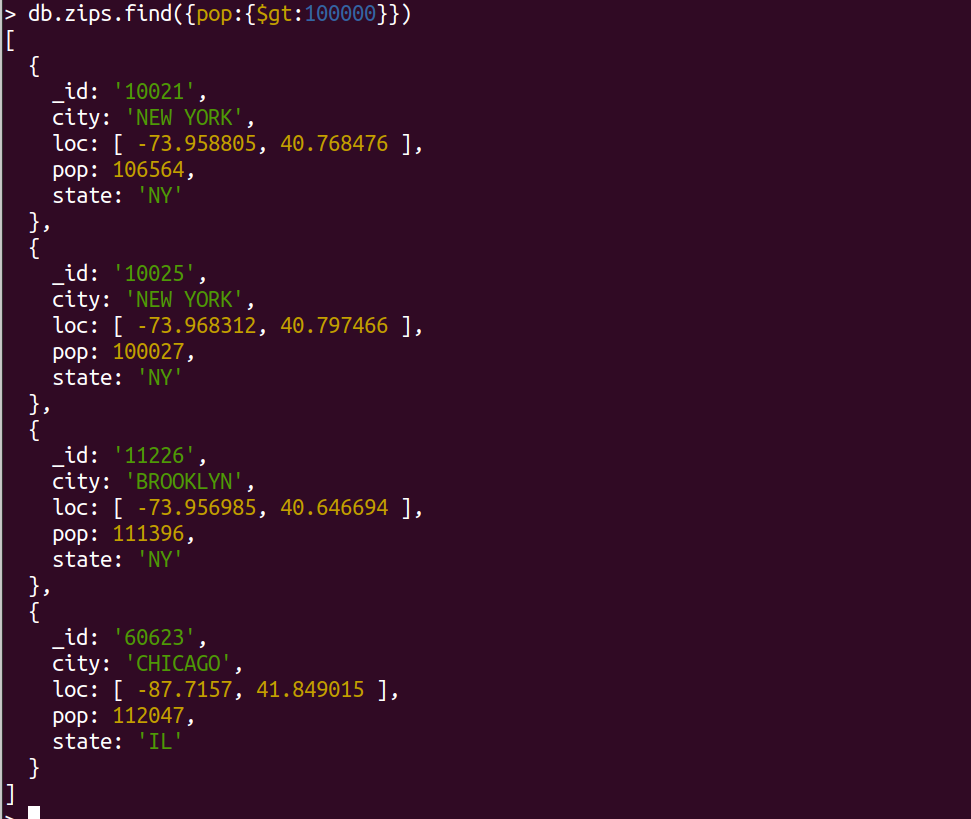 > db.zips.find({pop:{$gt:100000}})
[
  {
    _id: '10021',
    city: 'NEW YORK',
    loc: [ -73.958805, 40.768476 ],
    pop: 106564,
    state: 'NY'
  },
  {
    _id: '10025',
    city: 'NEW YORK',
    loc: [ -73.968312, 40.797466 ],
    pop: 100027,
    state: 'NY'
  },
  {
    _id: '11226',
    city: 'BROOKLYN',
    loc: [ -73.956985, 40.646694 ],
    pop: 111396,
    state: 'NY'
  },
  {
    _id: '60623',
    city: 'CHICAGO',
    loc: [ -87.7157, 41.849015 ],
    pop: 112047,
    state: 'IL'
  }
]
>